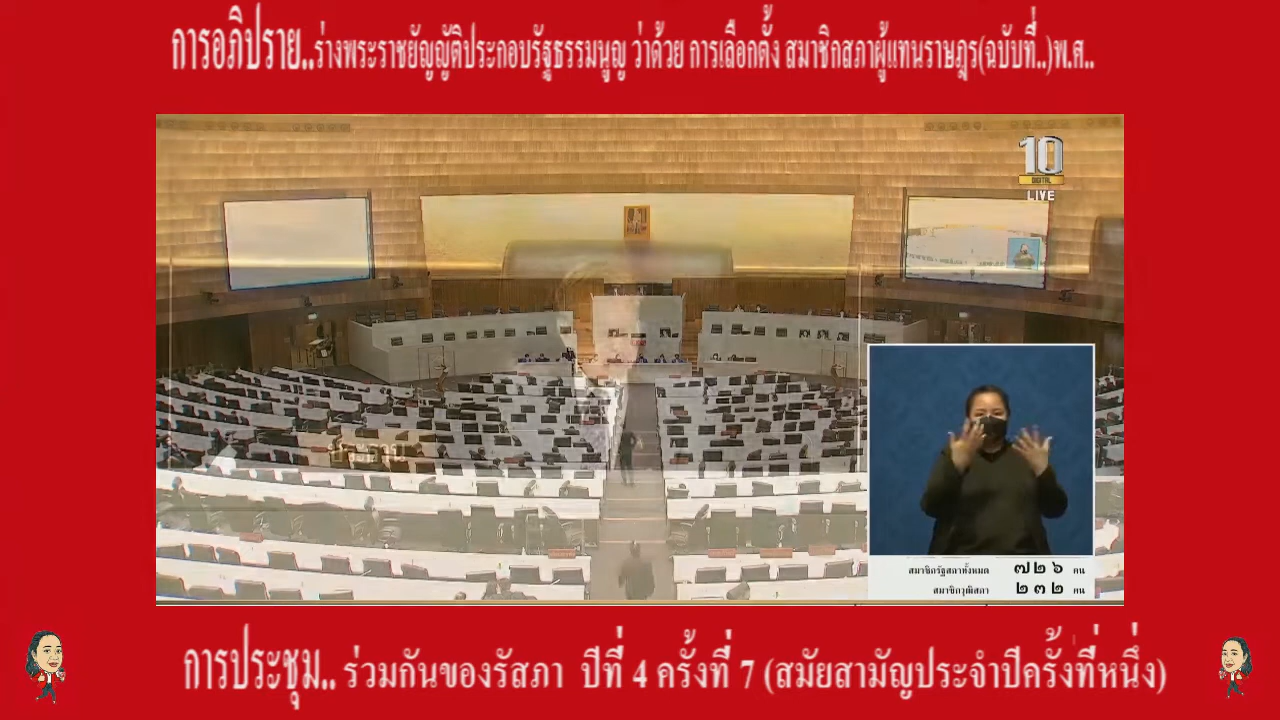 การอภิปราย..ร่างพระราชบัญญัติประกอบรัฐธรรมนูญ ว่าด้วย การเลือกตั้ง สมาชิกสภาผู้แทนราษฎร(ฉบับที่..)พ.ศ..
10
DIGITAL
LIVE
สมาชิกรัฐสภาทั้งหมด ๗๒๖ คน
สมาชิกวุฒิสภา ๒๓๒ คน
การประชุม.. ร่วมกันของรัสภา ปีที่ 4 ครั้งที่ 7 (สมัยสามัญประจำปีครั้งที่หนึ่ง)